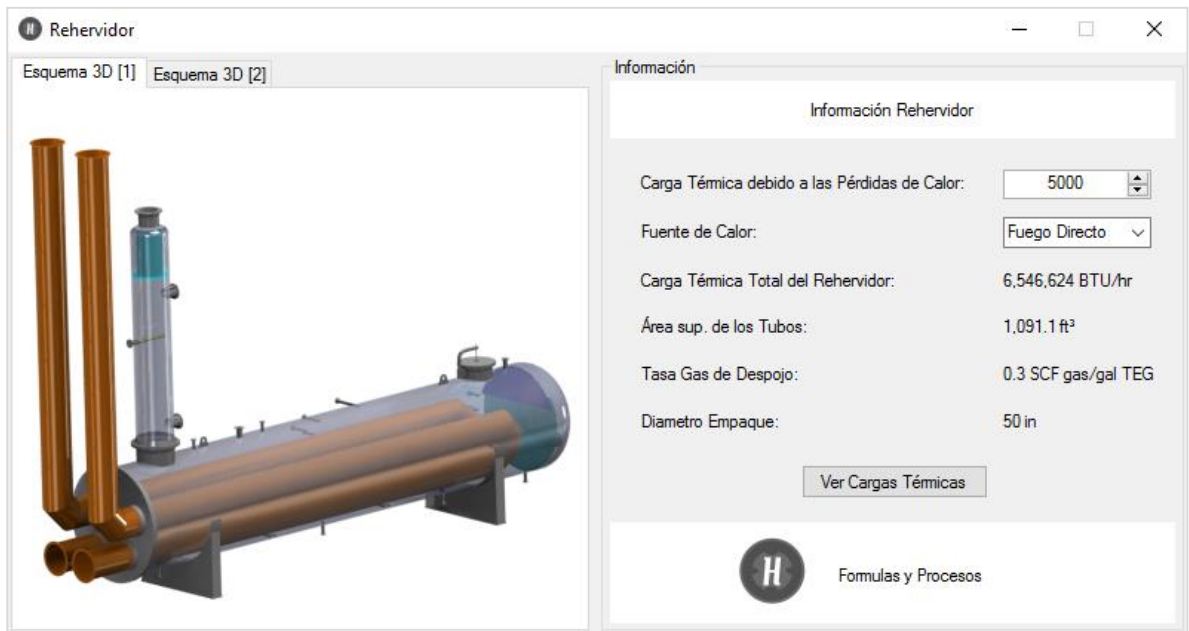 Rehervidor
Esquema 3D [1]
Esquema 3D [2]
Información
Información Rehervidor
Carga Térmica debido a las Pérdidas de Calor: 5000
Fuente de Calor: Fuego Directo
Carga Térmica Total del Rehervidor: 6,546,624 BTU/hr
Área sup. de los Tubos: 1,091.1 ft³
Tasa Gas de Despojo: 0.3 SCF gas/gal TEG
Diametro Empaque: 50 in
Ver Cargas Térmicas
H Formulas y Procesos